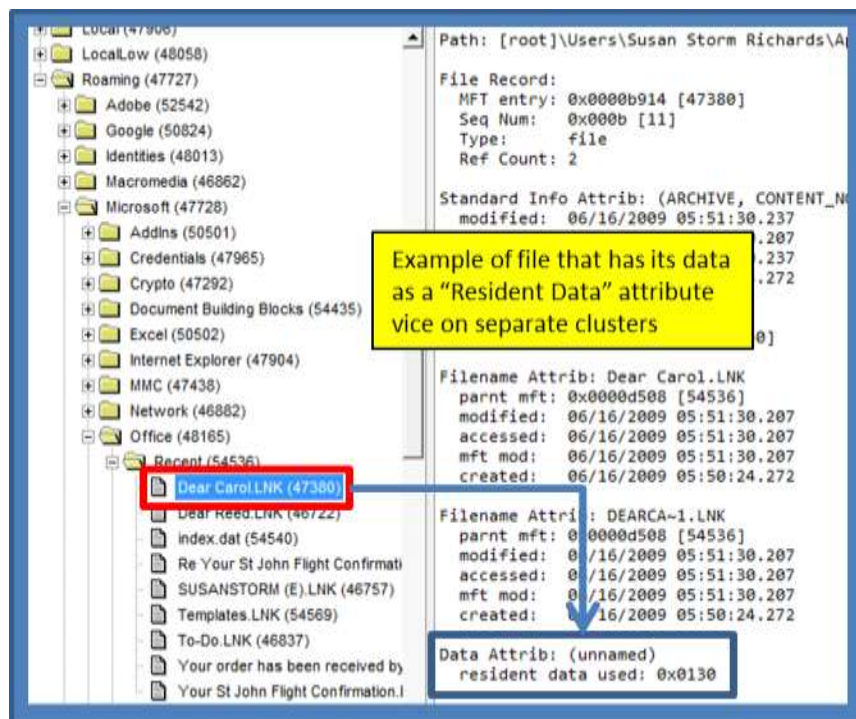 Local (47906)
LocalLow (48058)
Roaming (47727)
Adobe (52542)
Google (50824)
Identities (48013)
Macromedia (46862)
Microsoft (47728)
AddIns (50501)
Credentials (47965)
Crypto (47292)
Document Building Blocks (54435)
Excel (50502)
Internet Explorer (47904)
MMC (47438)
Network (46882)
Office (48165)
Recent (54536)
Dear Carol.LNK (47380)
Dear Reed.LNK (46722)
index.dat (54540)
Re Your St John Flight Confirmati
SUSANSTORM (E).LNK (46757)
Templates.LNK (54569)
To-Do.LNK (46837)
Your order has been received by
Your St John Flight Confirmation.
Path: [root]\Users\Susan Storm Richards\A
File Record:
MFT entry: 0x0000b914 [47380]
Seq Num: 0x000b [11]
Type: file
Ref Count: 2
Standard Info Attrib: (ARCHIVE, CONTENT_NO
modified: 06/16/2009 05:51:30.237
.207
.237
.272
0]
Example of file that has its data
as a “Resident Data” attribute
vice on separate clusters
Filename Attrib: Dear Carol.LNK
parnt mft: 0x0000d508 [54536]
modified: 06/16/2009 05:51:30.207
accessed: 06/16/2009 05:51:30.207
mft mod: 06/16/2009 05:51:30.207
created: 06/16/2009 05:50:24.272
Filename Attrib: DEARCA~1.LNK
parnt mft: 0x0000d508 [54536]
modified: 06/16/2009 05:51:30.207
accessed: 06/16/2009 05:51:30.207
mft mod: 06/16/2009 05:51:30.207
created: 06/16/2009 05:50:24.272
Data Attrib: (unnamed)
resident data used: 0x0130